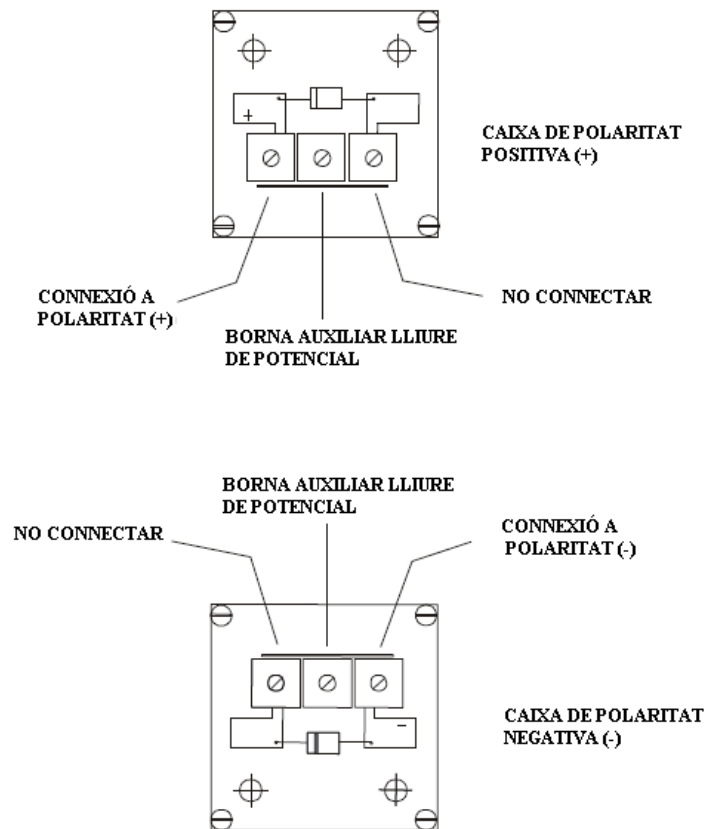 +
CAIXA DE POLARITAT
POSITIVA (+)
CONNEXIÓ A
POLARITAT (+)
NO CONNECTAR
BORNA AUXILIAR LLIURE
DE POTENCIAL
BORNA AUXILIAR LLIURE
DE POTENCIAL
NO CONNECTAR
CONNEXIÓ A
POLARITAT (-)
-
CAIXA DE POLARITAT
NEGATIVA (-)